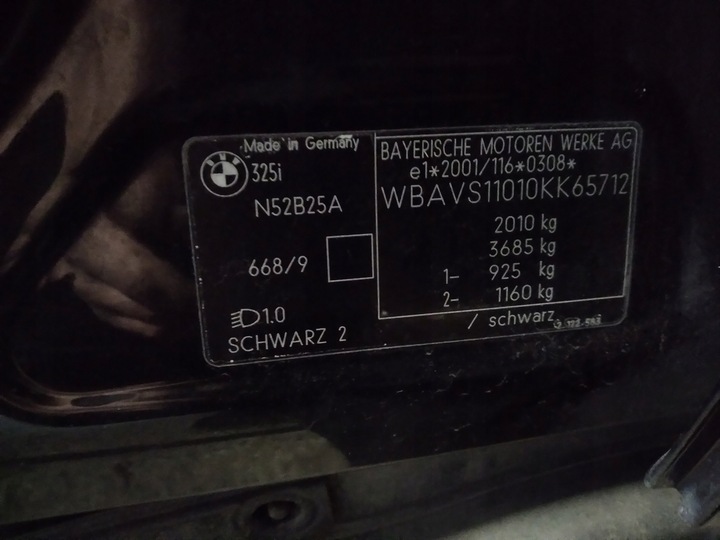 Made in Germany
BMW
325i
N52B25A
668/9
1.0
SCHWARZ 2
BAYERISCHE MOTOREN WERKE AG
e1*2001/116*0308*
WBAVS11010KK65712
2010 kg
3685 kg
1- 925 kg
2- 1160 kg
/ schwarz